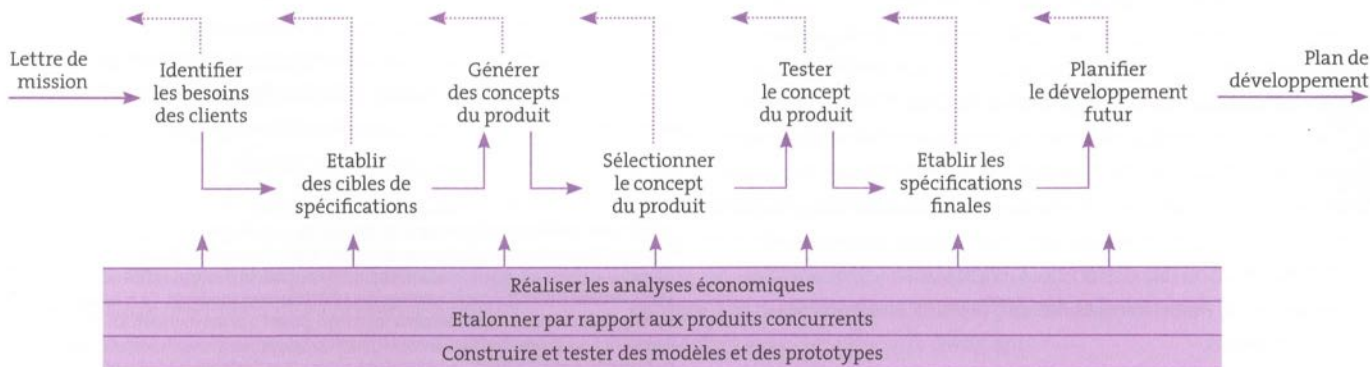 Lettre de
mission
Identifier
les besoins
des clients
Etablir
des cibles de
spécifications
Générer
des concepts
du produit
Sélectionner
le concept
du produit
Tester
le concept
du produit
Etablir les
spécifications
finales
Planifier
le développement
futur
Plan de
développement
Réaliser les analyses économiques
Etalonner par rapport aux produits concurrents
Construire et tester des modèles et des prototypes